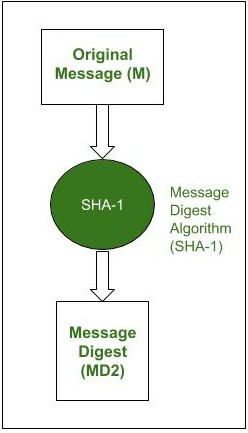 Original
Message (M)
SHA-1
Message
Digest
Algorithm
(SHA-1)
Message
Digest
(MD2)